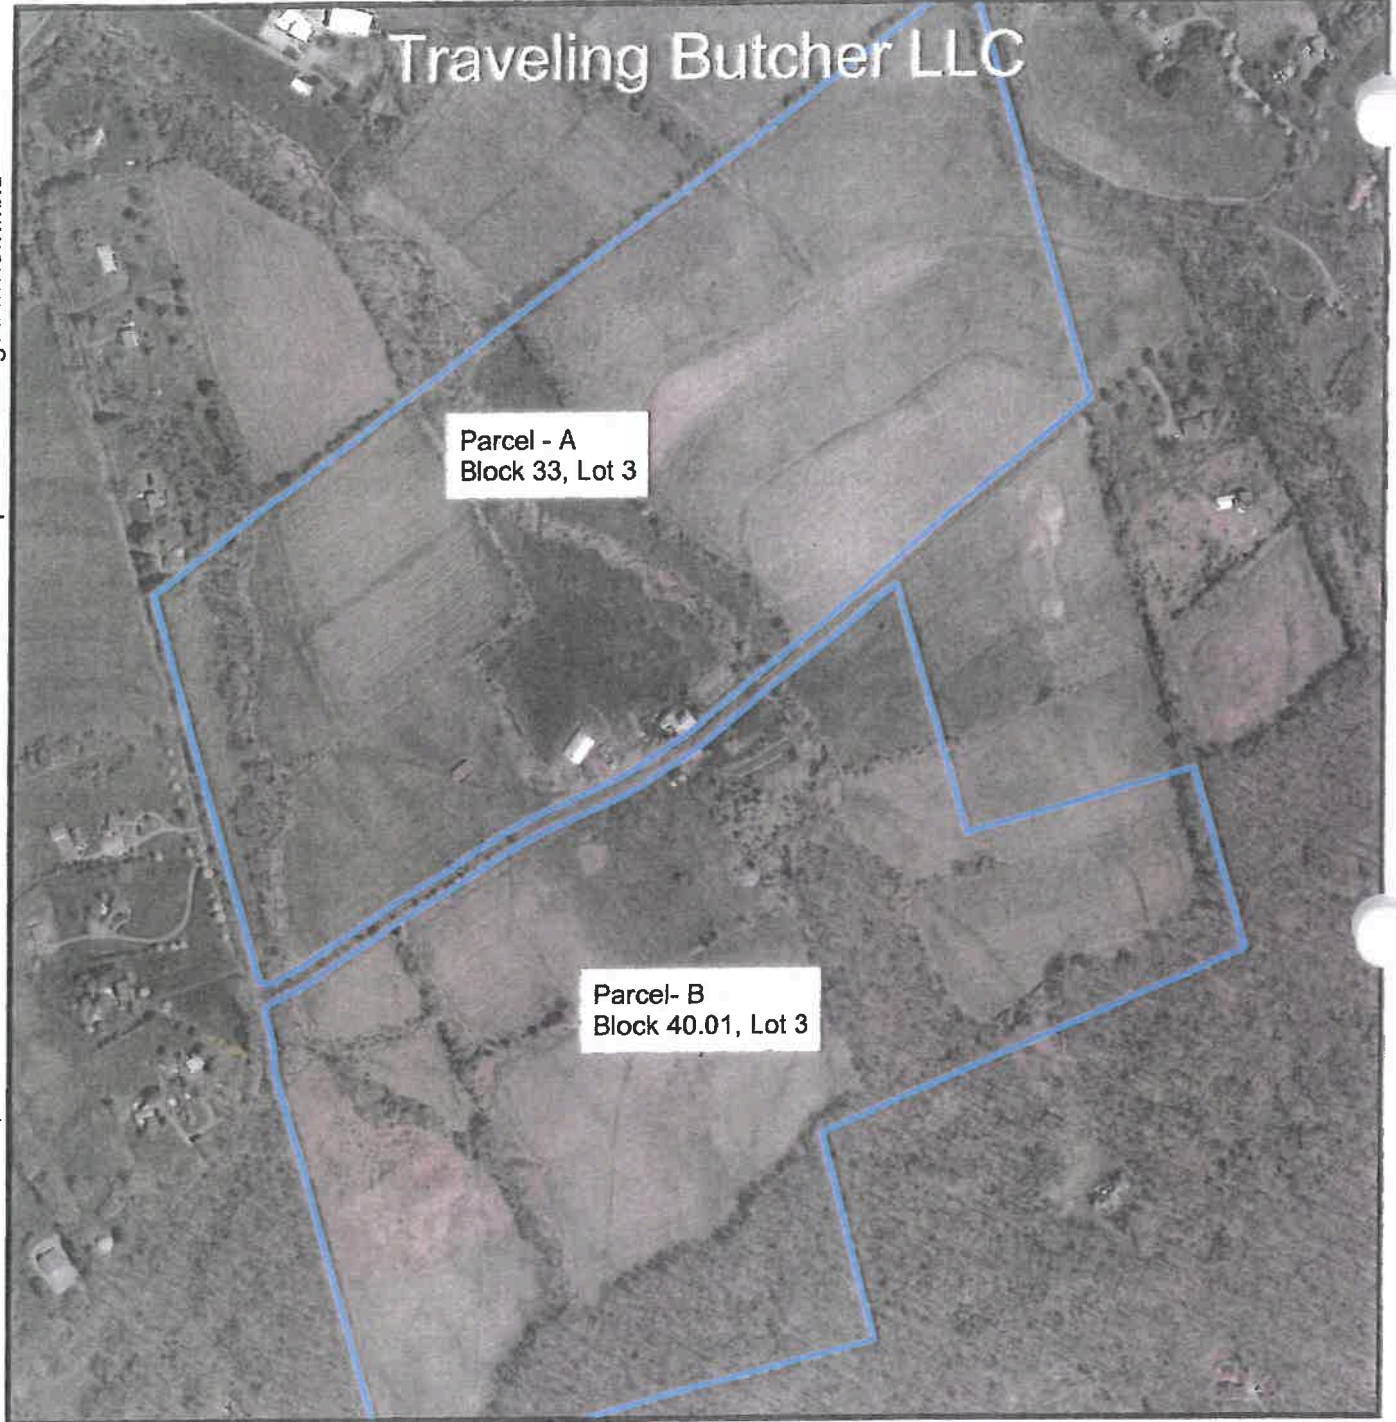 Traveling Butcher LLC
Parcel - A
Block 33, Lot 3
Parcel- B
Block 40.01, Lot 3